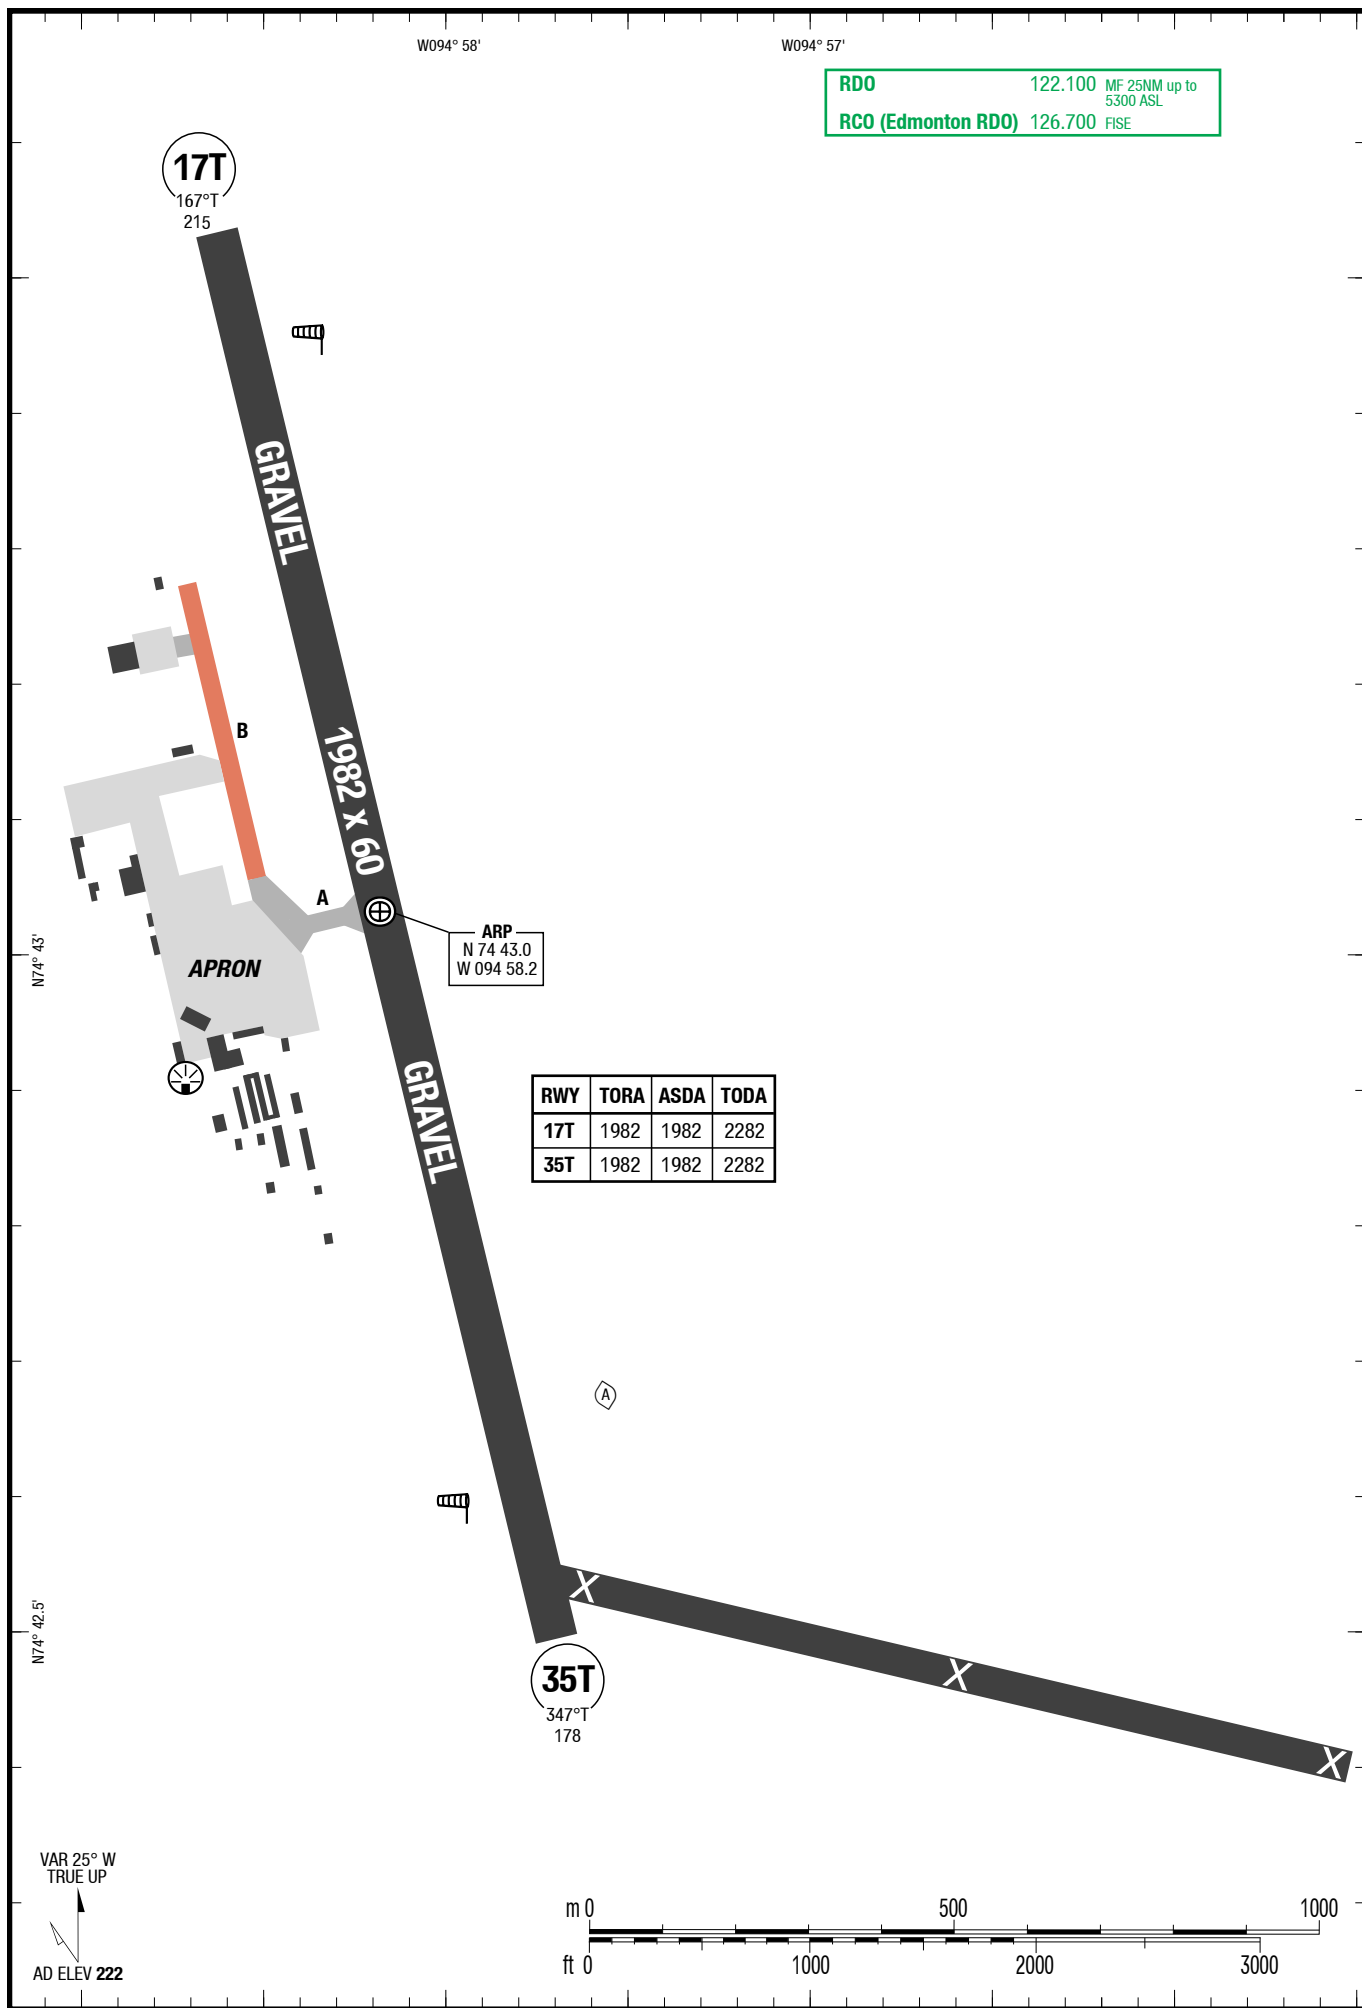 W094° 58'
W094° 57'
RDO 122.100 MF 25NM up to
5300 ASL
RCO (Edmonton RDO) 126.700 FISE
17T
167°T
215
GRAVEL
B
1982 x 60
A
ARP
N 74 43.0
W 094 58.2
N74° 43'
APRON
GRAVEL
RWY TORA ASDA TODA
17T 1982 1982 2282
35T 1982 1982 2282
A
X
X
X
N74° 42.5'
35T
347°T
178
VAR 25° W
TRUE UP
AD ELEV 222
m 0 500 1000
ft 0 1000 2000 3000